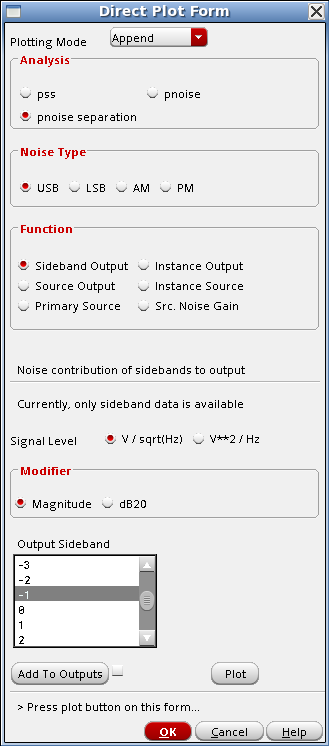 Direct Plot Form
Plotting Mode Append
Analysis
pss pnoise
pnoise separation
Noise Type
USB LSB AM PM
Function
Sideband Output Instance Output
Source Output Instance Source
Primary Source Src. Noise Gain
Noise contribution of sidebands to output
Currently, only sideband data is available
Signal Level V / sqrt(Hz) V**2 / Hz
Modifier
Magnitude dB20
Output Sideband
-3
-2
-1
0
1
2
Add To Outputs Plot
> Press plot button on this form...
OK Cancel Help